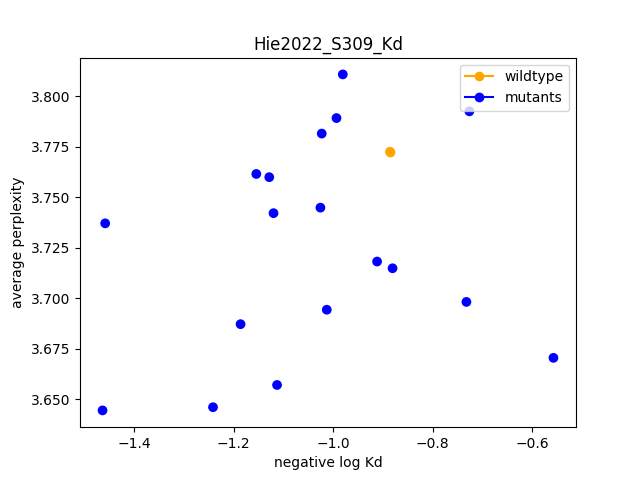 Hie2022_S309_Kd
wildtype
mutants
3.800
3.775
3.750
3.725
3.700
3.675
3.650
average perplexity
−1.4
−1.2
−1.0
−0.8
−0.6
negative log Kd